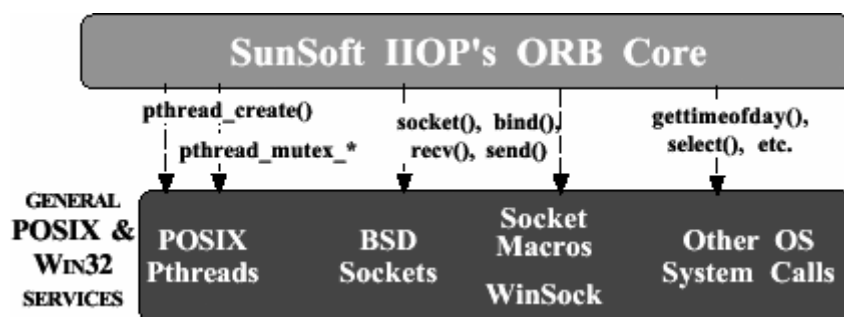 SunSoft IIOP's ORB Core
pthread_create()
pthread_mutex_*
socket(), bind(),
recv(), send()
gettimeofday(),
select(), etc.
GENERAL
POSIX &
WIN32
SERVICES
POSIX
Pthreads
BSD
Sockets
Socket
Macros
WinSock
Other OS
System Calls